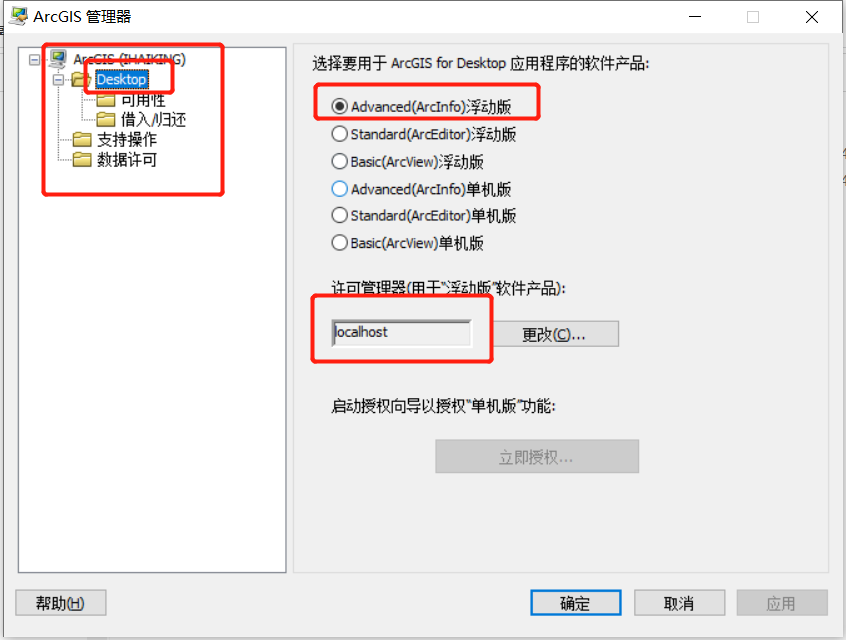 ArcGIS 管理器
ArcGIS (IHAIKING)
Desktop
可用性
借入/归还
支持操作
数据许可
选择要用于 ArcGIS for Desktop 应用程序的软件产品:
Advanced(ArcInfo)浮动版
Standard(ArcEditor)浮动版
Basic(ArcView)浮动版
Advanced(ArcInfo)单机版
Standard(ArcEditor)单机版
Basic(ArcView)单机版
许可管理器(用于"浮动版"软件产品):
localhost
更改(C)...
启动授权向导以授权"单机版"功能:
立即授权...
帮助(H)
确定
取消
应用